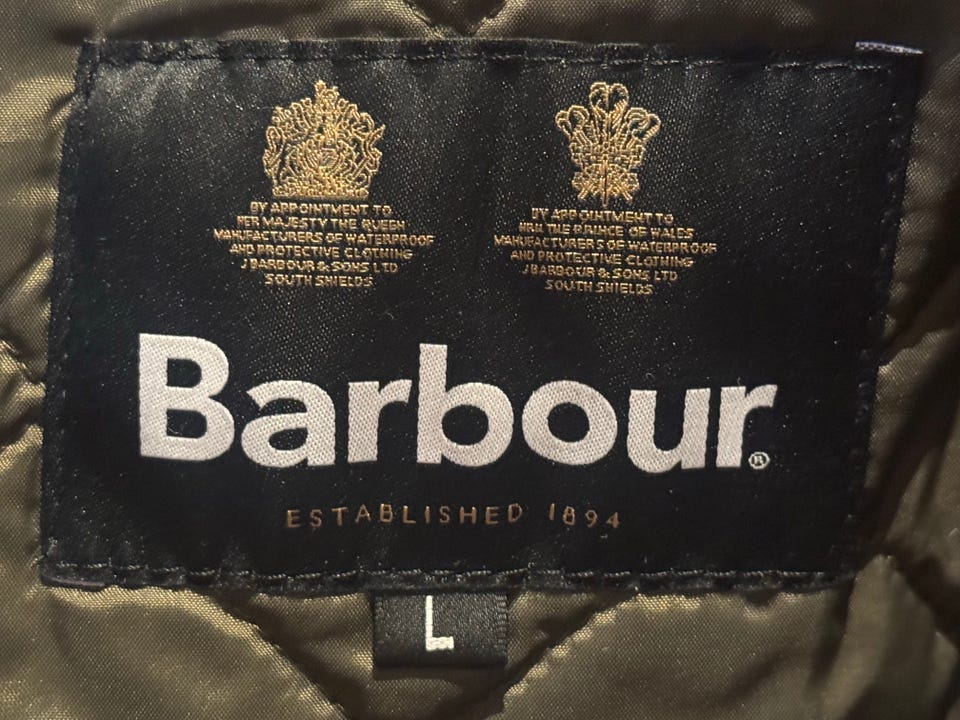 BY APPOINTMENT TO
HER MAJESTY THE QUEEN
MANUFACTURERS OF WATERPROOF
AND PROTECTIVE CLOTHING
J BARBOUR & SONS LTD
SOUTH SHIELDS
BY APPOINTMENT TO
HRH THE PRINCE OF WALES
MANUFACTURERS OF WATERPROOF
AND PROTECTIVE CLOTHING
J BARBOUR & SONS LTD
SOUTH SHIELDS
Barbour®
ESTABLISHED 1894
L